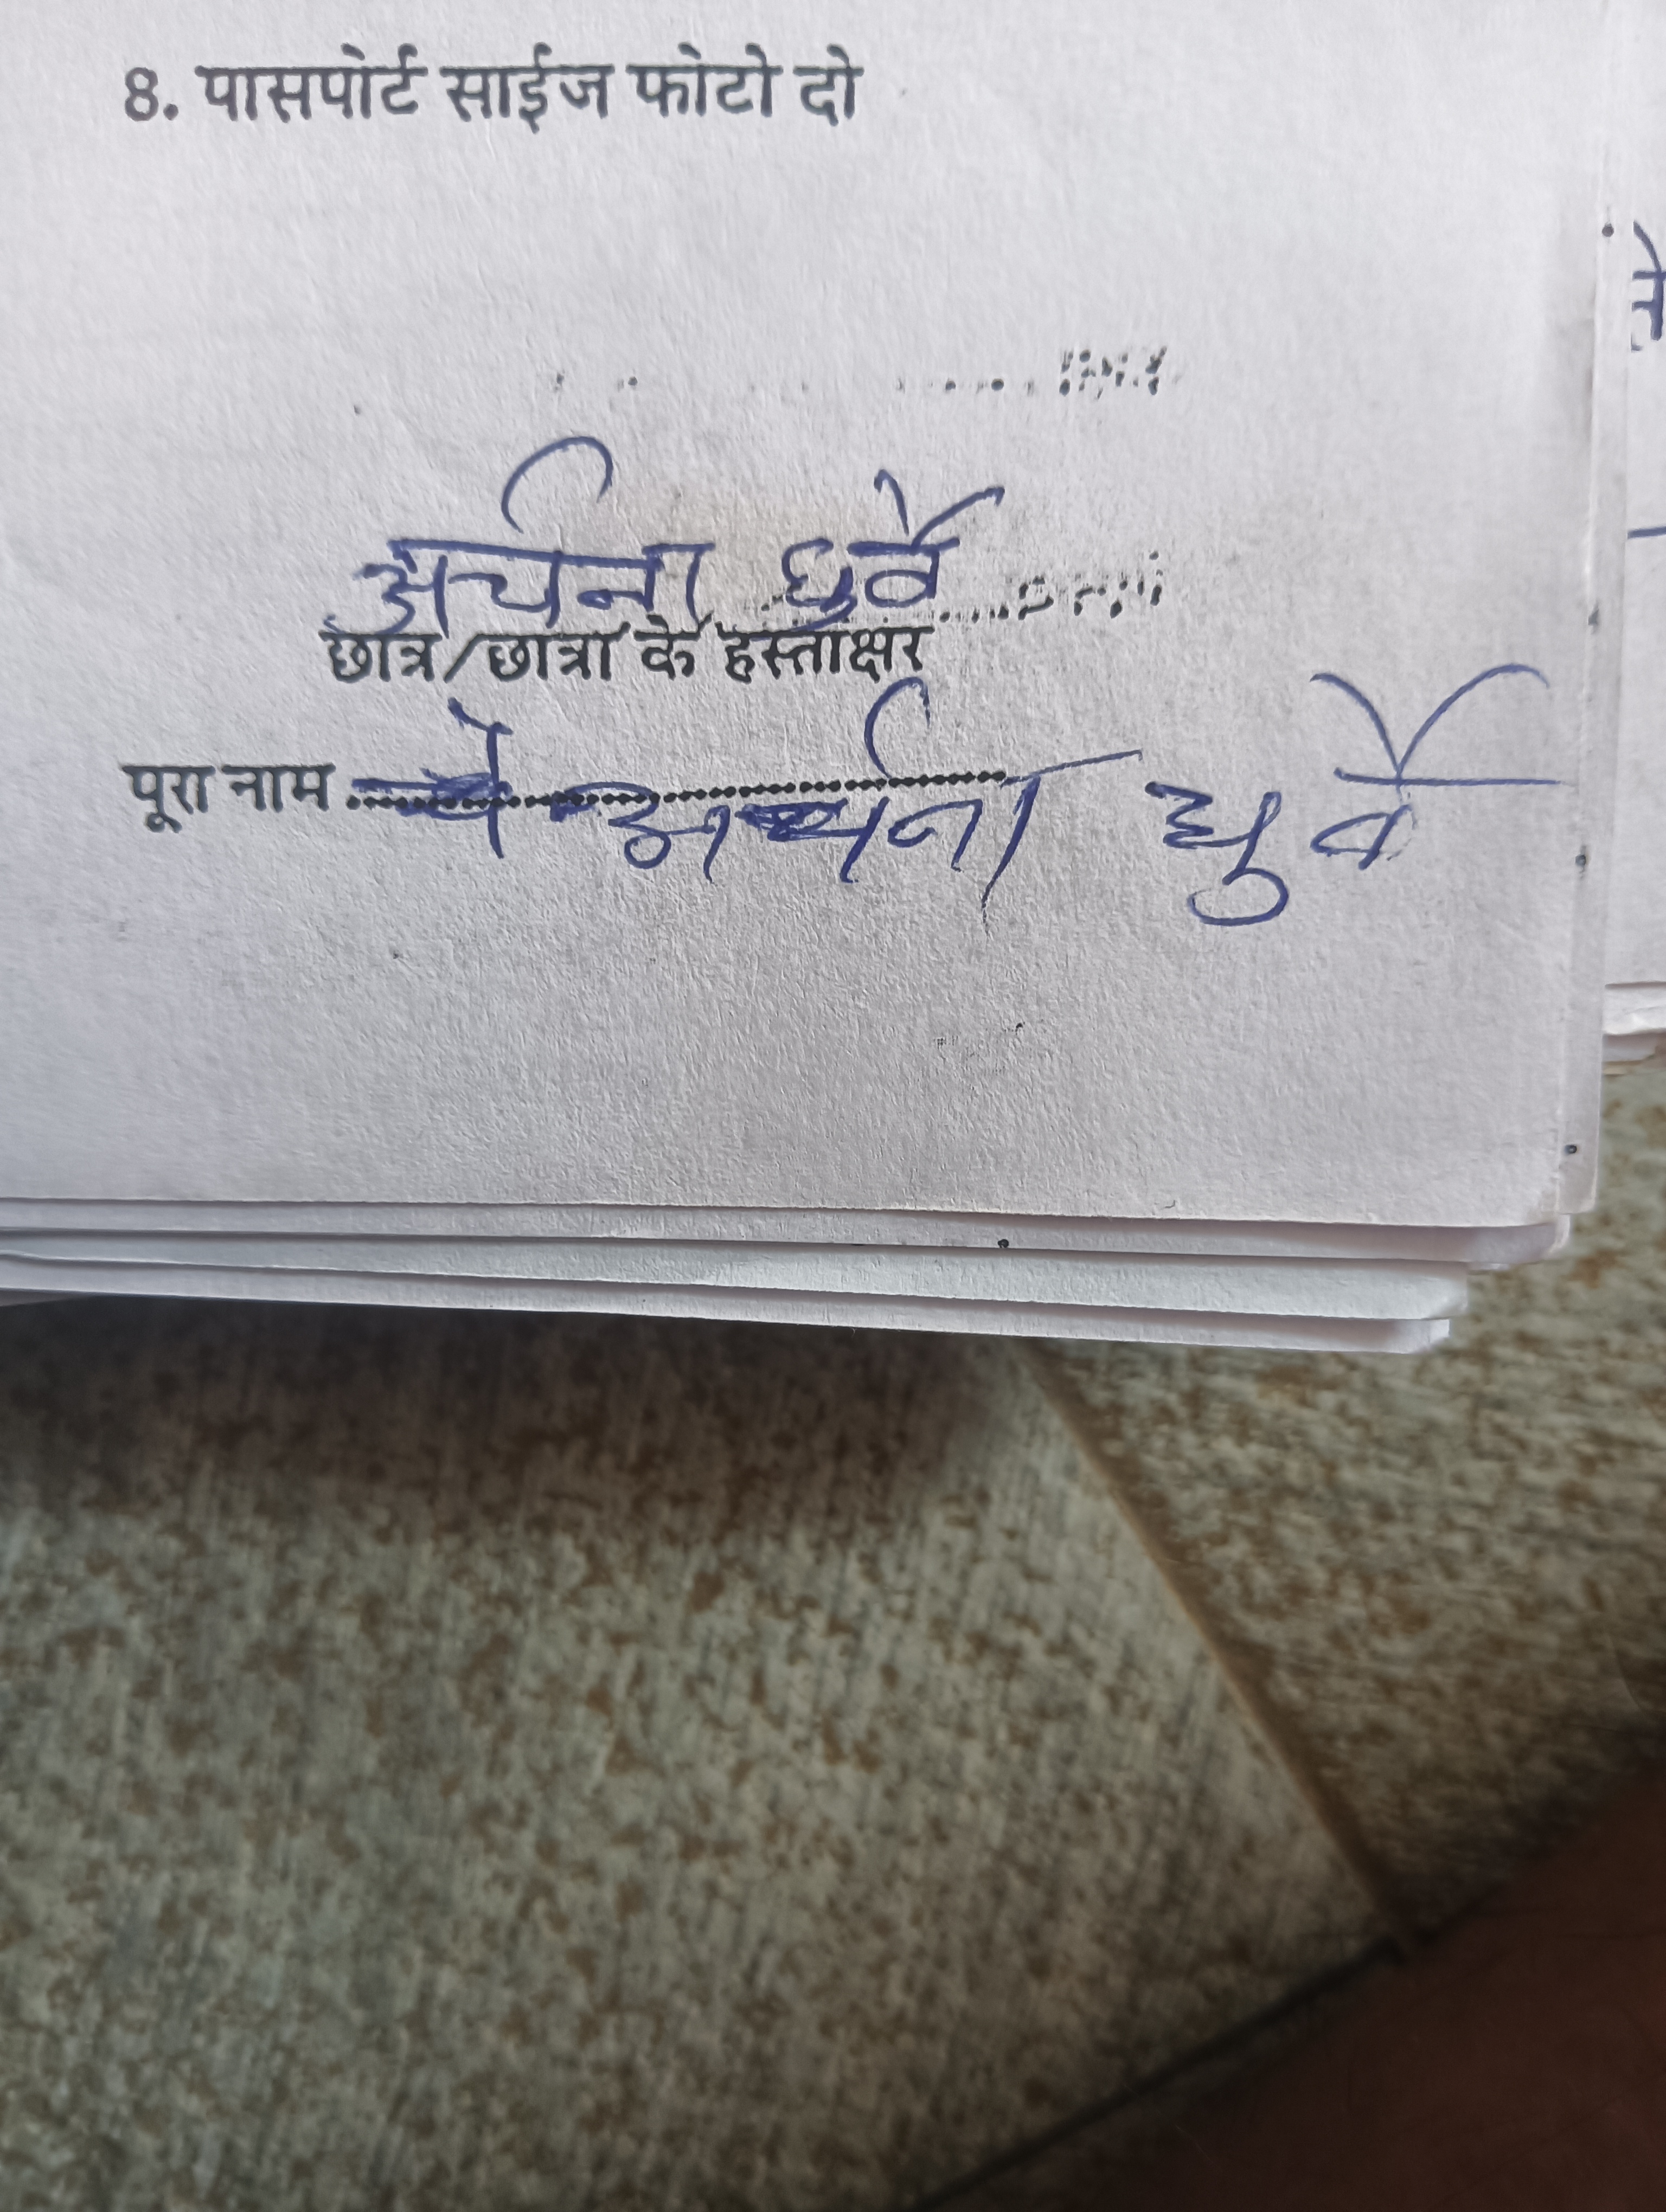 8. पासपोर्ट साईज फोटो दो
अर्चना धुर्वे
छात्र/छात्रा के हस्ताक्षर
पूरा नाम अर्चना धुर्वे
ने